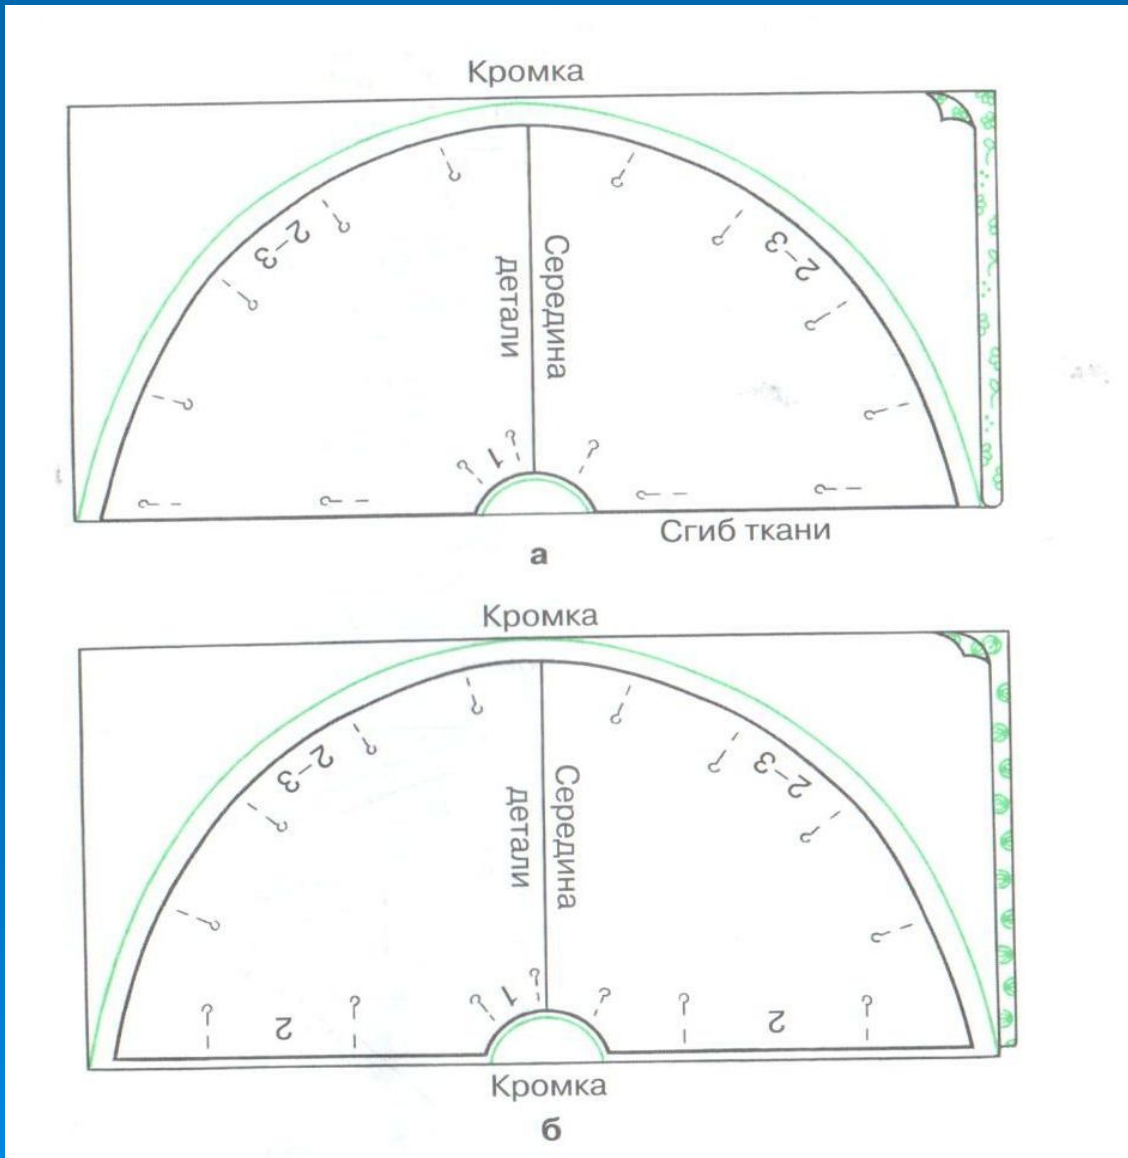 Кромка
2–3
2–3
Середина
детали
1
Сгиб ткани
а
Кромка
2–3
2–3
Середина
детали
1
2
2
Кромка
б